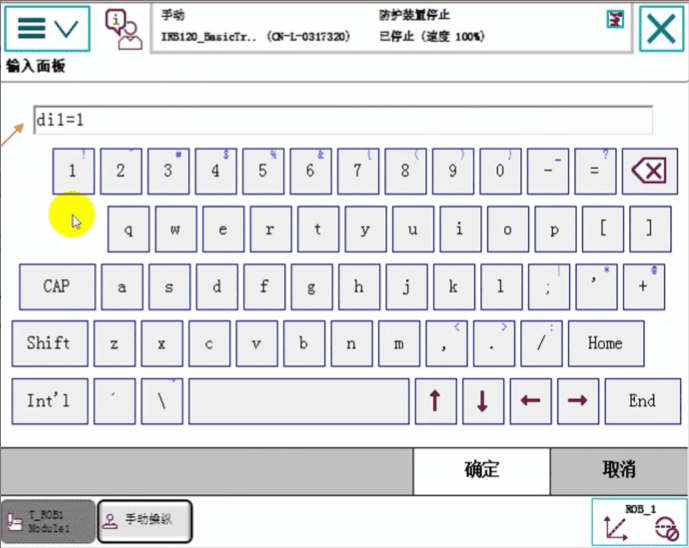 手动
防护装置停止
IRB120_BasicTr.. (CN-L-0317320)
已停止 (速度 100%)
输入面板
di1=1
1 ! 2 3 # 4 $ 5 % 6 & 7 ( 8 ( 9 ) 0 } - _ = ?
q w e r t y u i o p [ ]
CAP a s d f g h j k l ; | ' * + @
Shift z x c v b n m , < . > / : Home
Int'l ´ \ ↑ ↓ ← → End
确定 取消
T_ROB1
Module1
手动操纵
ROB_1